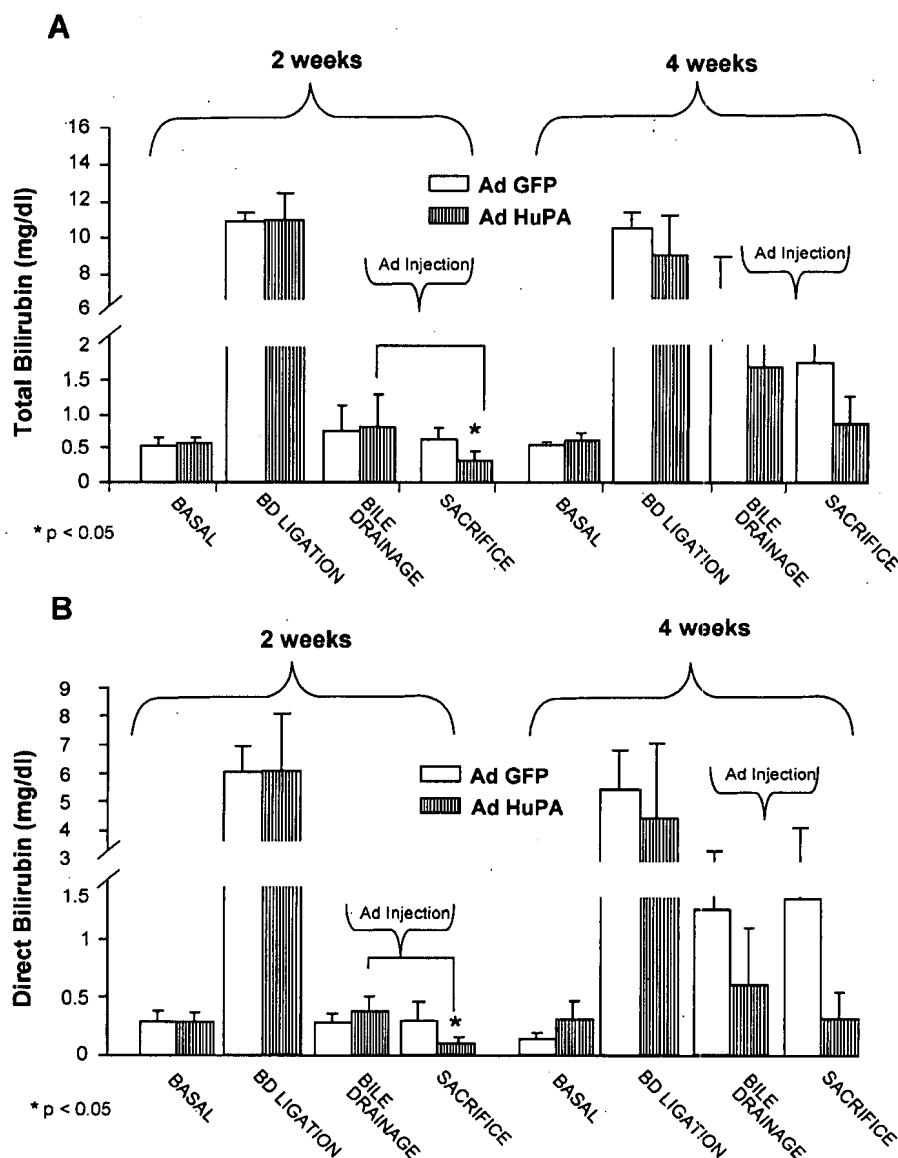 A
2 weeks
4 weeks
16
14
12
10
8
6
2
1.5
1.0
0.5
0
Total Bilirubin (mg/dl)
Ad GFP
Ad HuPA
Ad Injection
Ad Injection
*
BASAL
BD LIGATION
BILE DRAINAGE
SACRIFICE
BASAL
BD LIGATION
BILE DRAINAGE
SACRIFICE
* p < 0.05
B
2 weeks
4 weeks
9
8
7
6
5
4
3
1.5
1
0.5
0
Direct Bilirubin (mg/dl)
Ad GFP
Ad HuPA
Ad Injection
Ad Injection
*
BASAL
BD LIGATION
BILE DRAINAGE
SACRIFICE
BASAL
BD LIGATION
BILE DRAINAGE
SACRIFICE
* p < 0.05